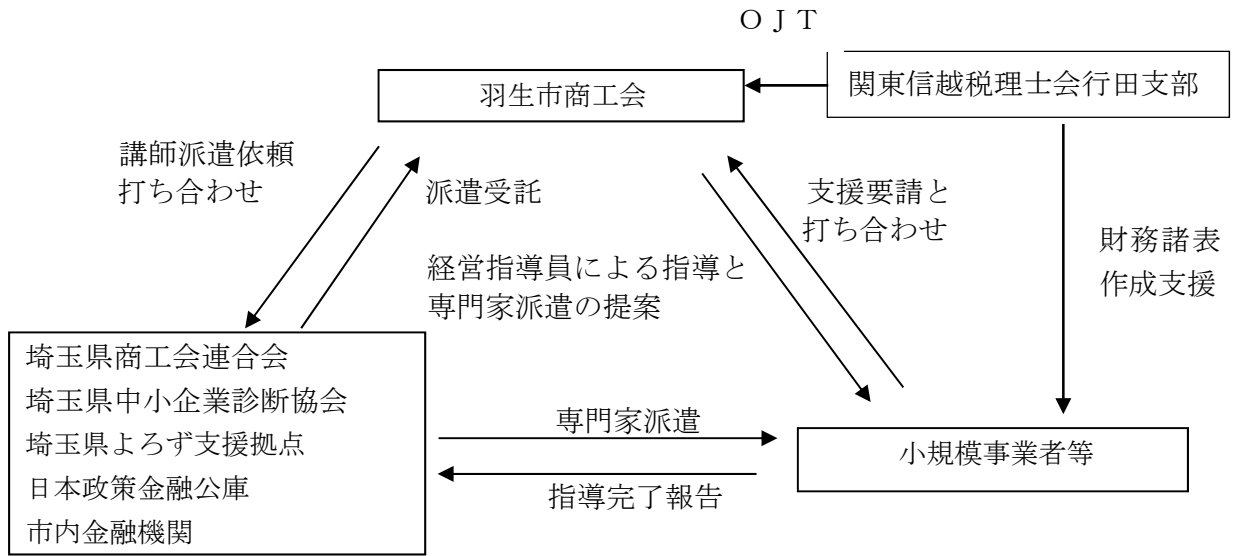 ＯＪＴ
羽生市商工会
関東信越税理士会行田支部
講師派遣依頼
打ち合わせ
派遣受託
支援要請と
打ち合わせ
財務諸表
作成支援
経営指導員による指導と
専門家派遣の提案
埼玉県商工会連合会
埼玉県中小企業診断協会
埼玉県よろず支援拠点
日本政策金融公庫
市内金融機関
専門家派遣
指導完了報告
小規模事業者等